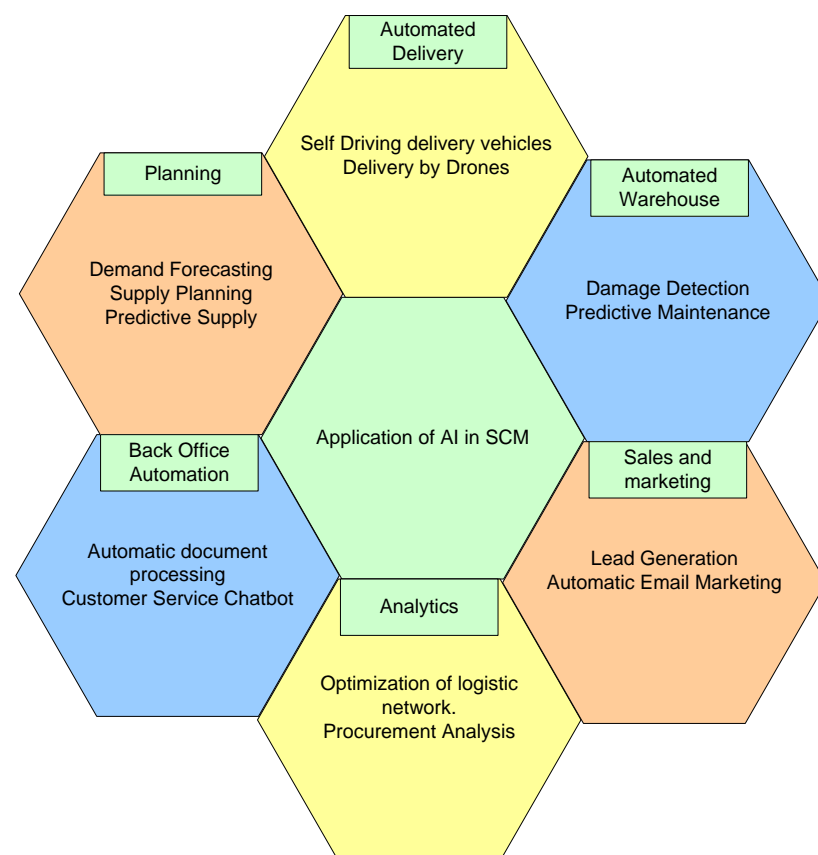 Automated
Delivery
Self Driving delivery vehicles
Delivery by Drones
Planning
Demand Forecasting
Supply Planning
Predictive Supply
Automated
Warehouse
Damage Detection
Predictive Maintenance
Application of AI in SCM
Back Office
Automation
Automatic document
processing
Customer Service Chatbot
Sales and
marketing
Lead Generation
Automatic Email Marketing
Analytics
Optimization of logistic
network.
Procurement Analysis